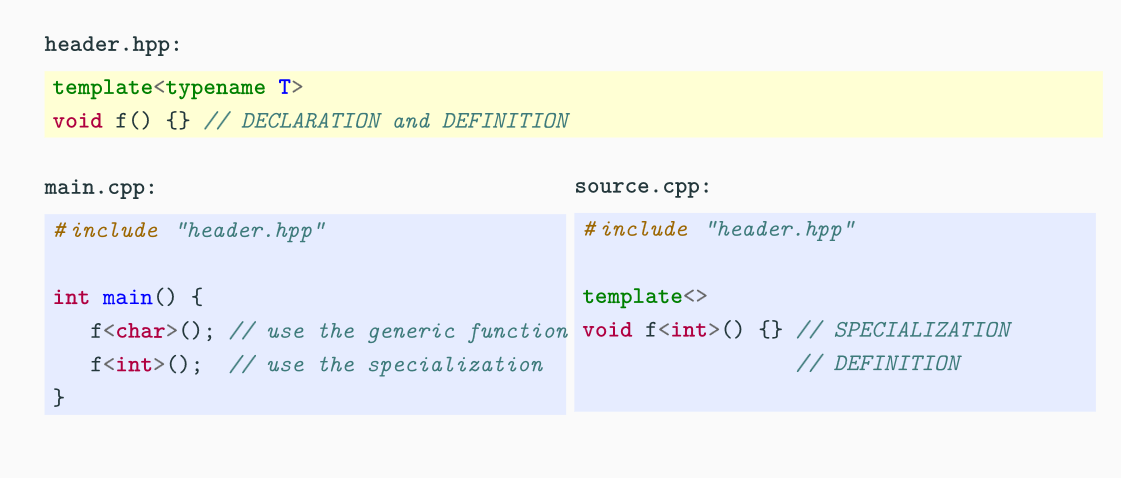 header.hpp:
template<typename T>
void f() {} // DECLARATION and DEFINITION
main.cpp:
#include "header.hpp"
int main() {
f<char>(); // use the generic function
f<int>(); // use the specialization
}
source.cpp:
#include "header.hpp"
template<>
void f<int>() {} // SPECIALIZATION
// DEFINITION